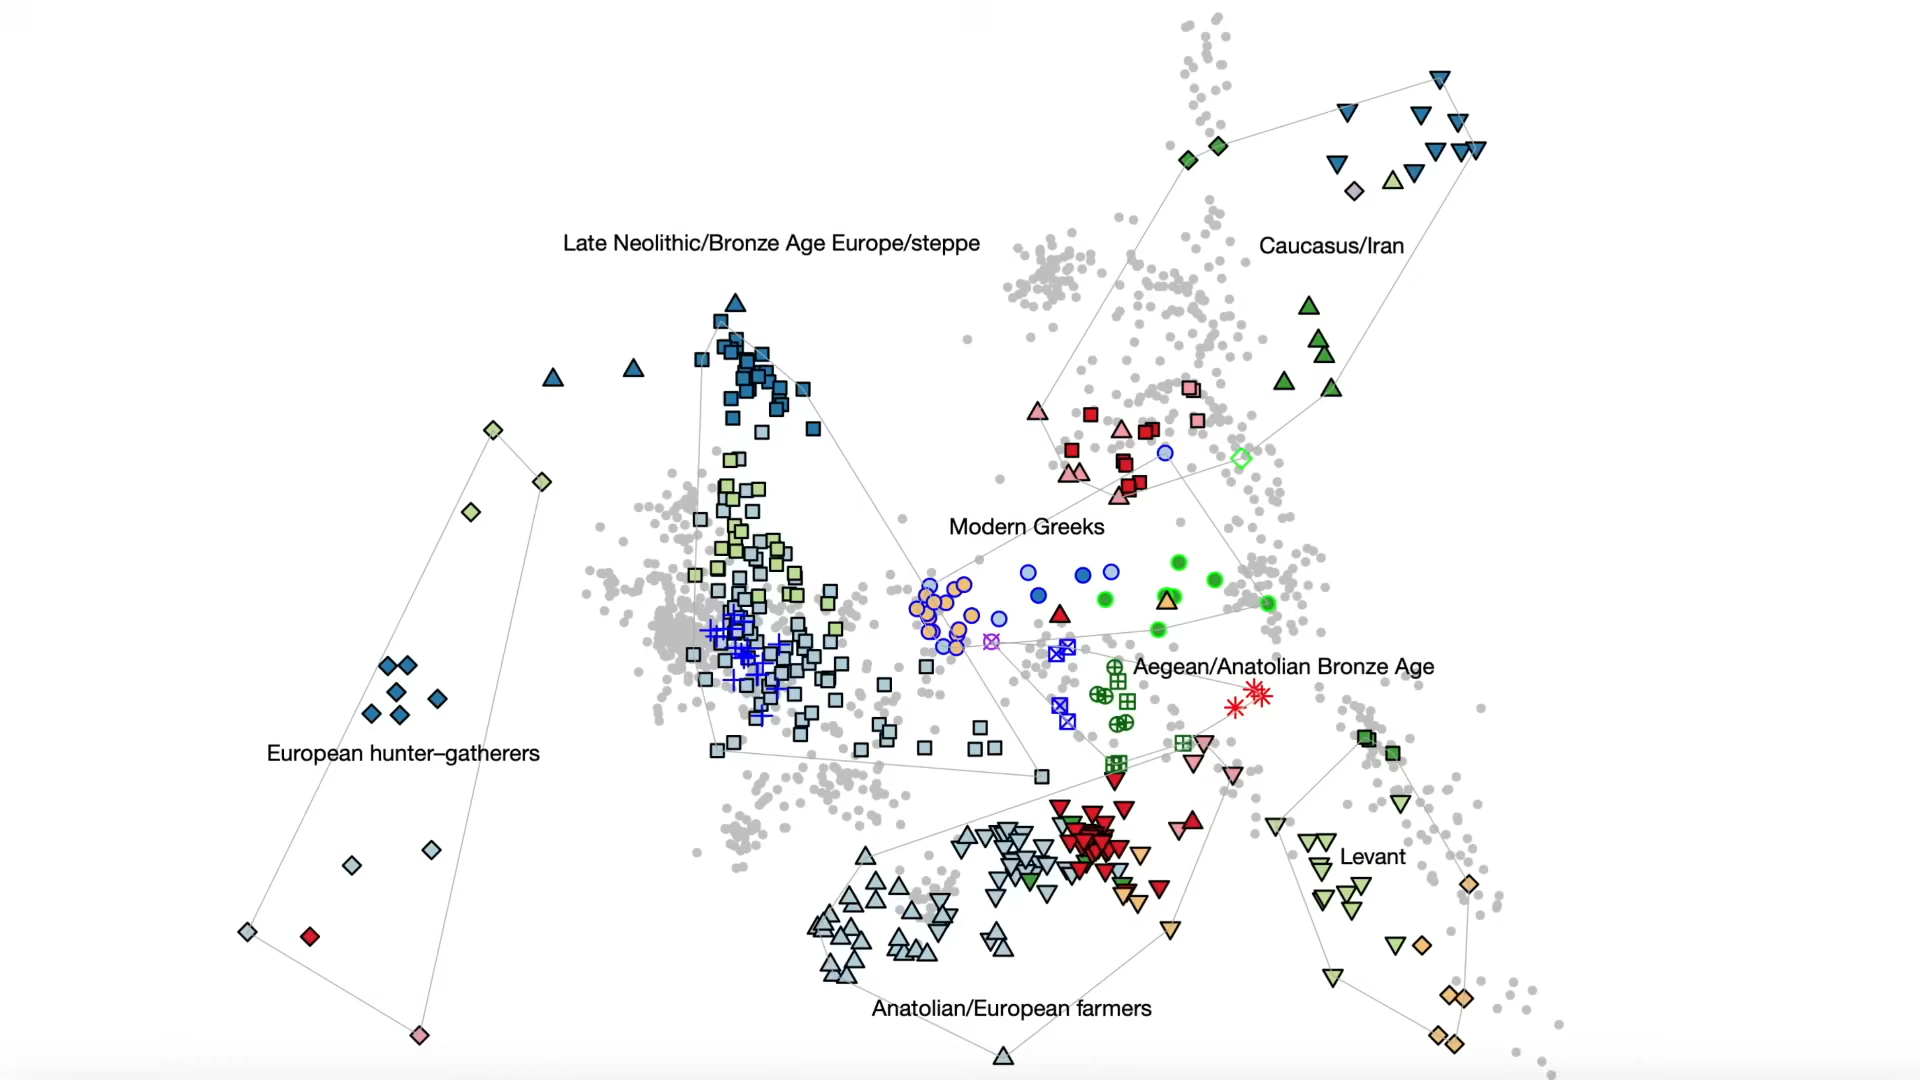 Late Neolithic/Bronze Age Europe/steppe
Caucasus/Iran
Modern Greeks
Aegean/Anatolian Bronze Age
European hunter–gatherers
Levant
Anatolian/European farmers